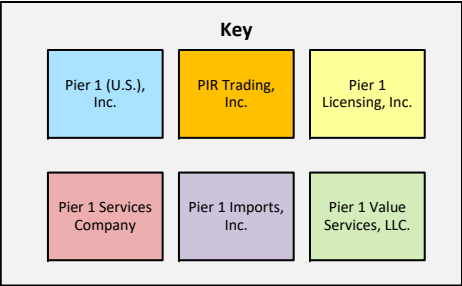 Key
Pier 1 (U.S.),
Inc.
PIR Trading,
Inc.
Pier 1
Licensing, Inc.
Pier 1 Services
Company
Pier 1 Imports,
Inc.
Pier 1 Value
Services, LLC.